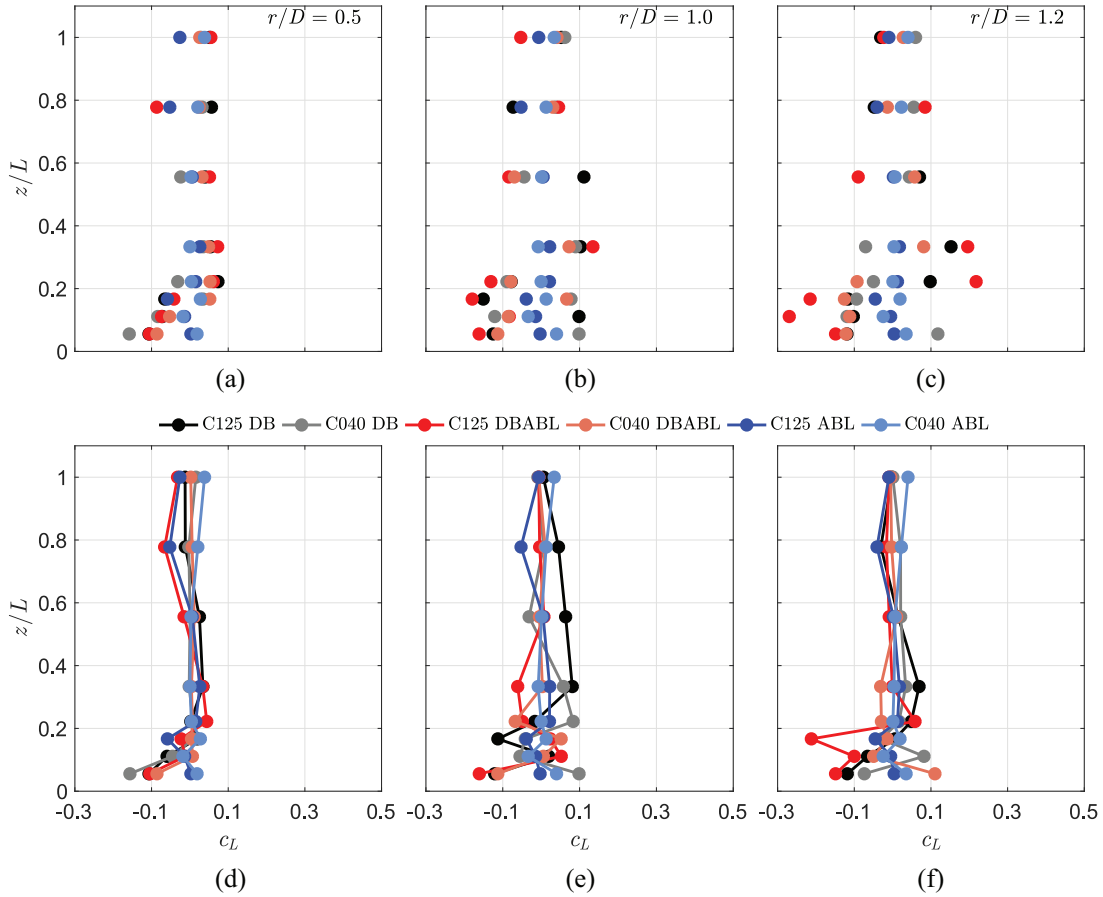 r/D = 0.5
r/D = 1.0
r/D = 1.2
z/L
1
0.8
0.6
0.4
0.2
0
(a)
(b)
(c)
C125 DB
C040 DB
C125 DBABL
C040 DBABL
C125 ABL
C040 ABL
z/L
1
0.8
0.6
0.4
0.2
0
-0.3 -0.1 0.1 0.3 0.5
-0.3 -0.1 0.1 0.3 0.5
-0.3 -0.1 0.1 0.3 0.5
c_L
c_L
c_L
(d)
(e)
(f)